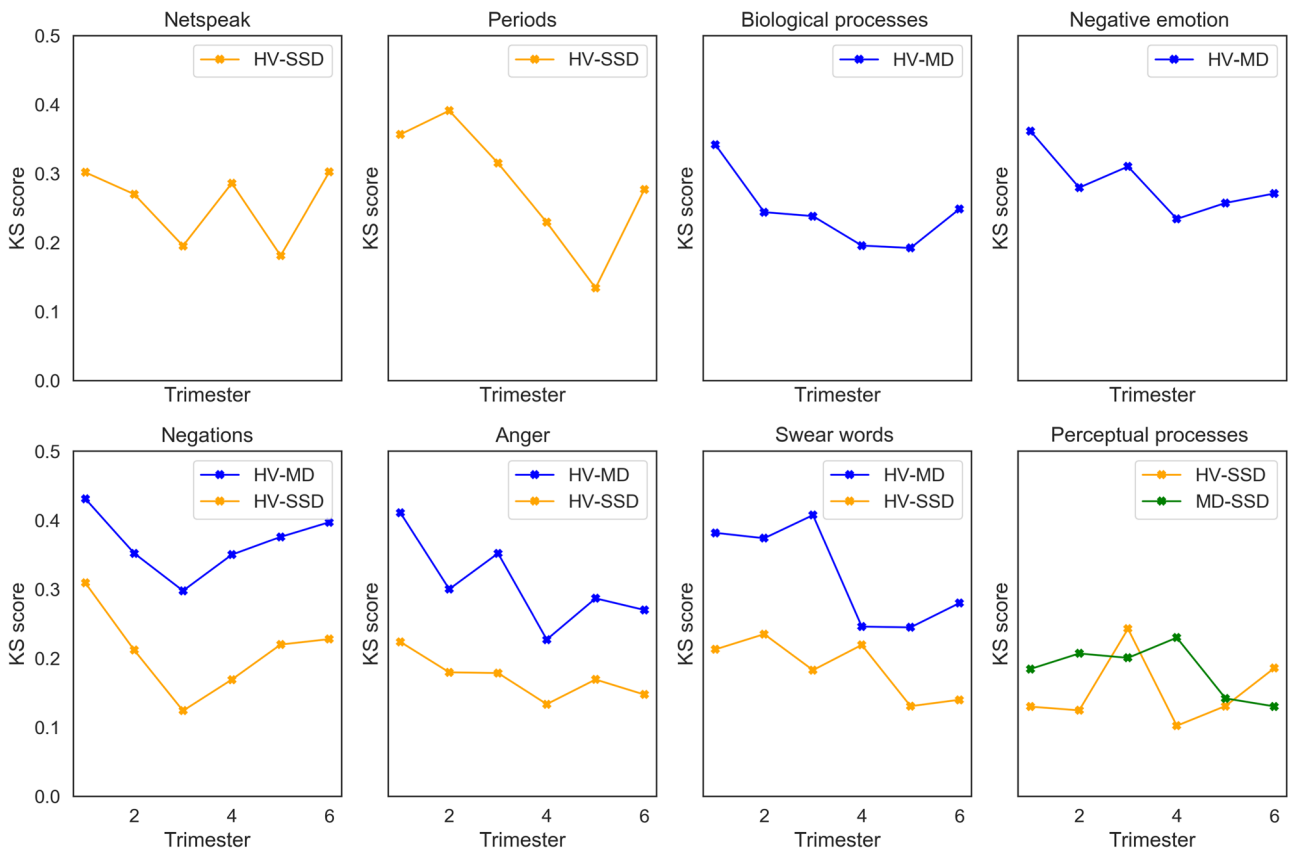 Netspeak
Periods
Biological processes
Negative emotion
0.5
0.4
0.3
0.2
0.1
0.0
KS score
HV-SSD
Trimester
KS score
HV-SSD
Trimester
KS score
HV-MD
Trimester
KS score
HV-MD
Trimester
Negations
Anger
Swear words
Perceptual processes
0.5
0.4
0.3
0.2
0.1
0.0
KS score
HV-MD
HV-SSD
2 4 6
Trimester
KS score
HV-MD
HV-SSD
2 4 6
Trimester
KS score
HV-MD
HV-SSD
2 4 6
Trimester
KS score
HV-SSD
MD-SSD
2 4 6
Trimester